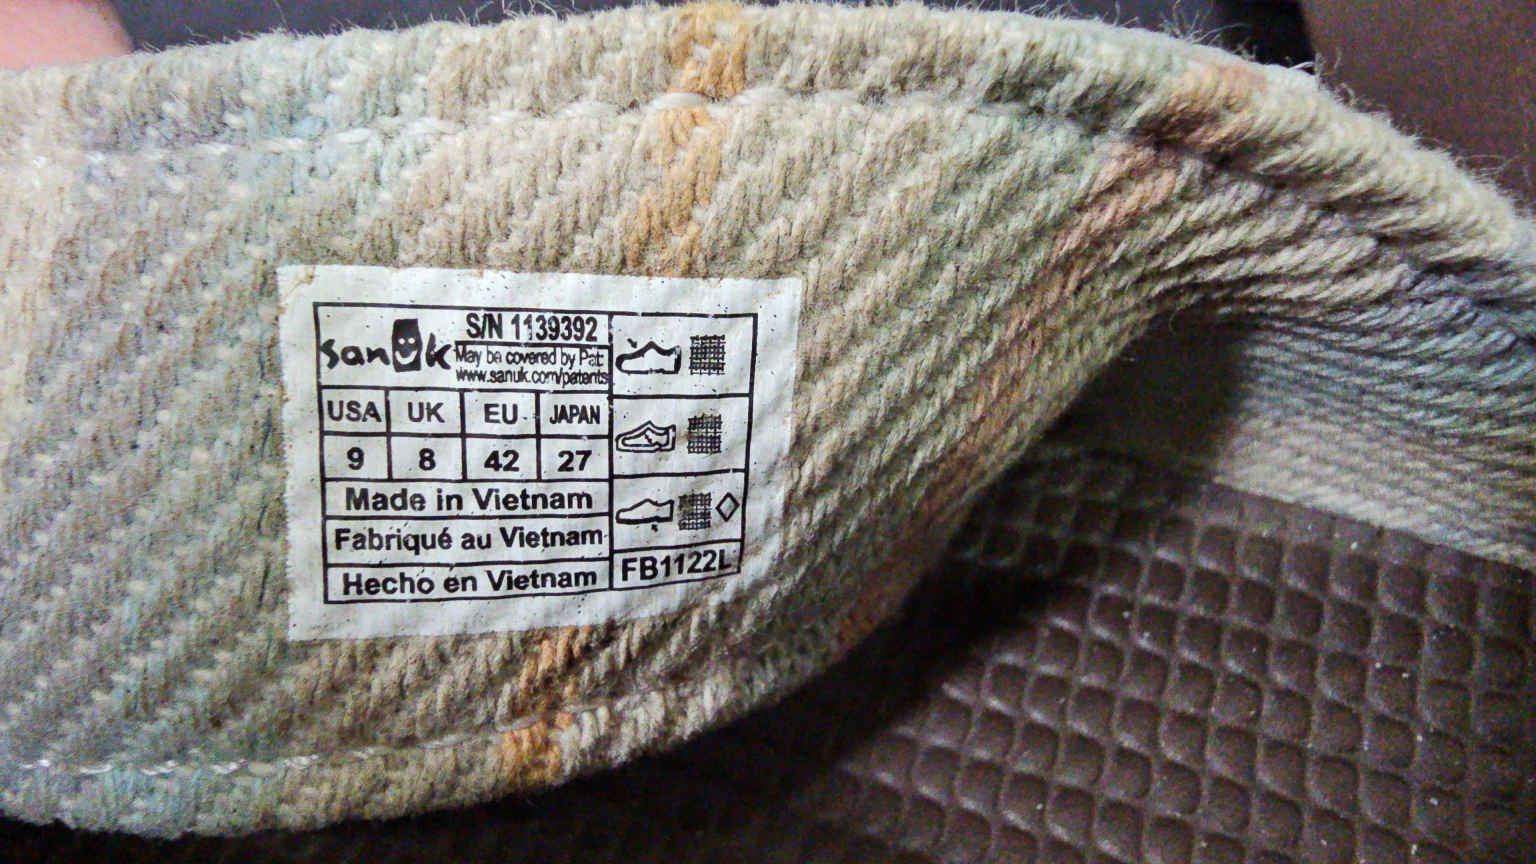 sanuk
S/N 1139392
May be covered by Pat:
www.sanuk.com/patents
USA UK EU JAPAN
9 8 42 27
Made in Vietnam
Fabriqué au Vietnam
Hecho en Vietnam
FB1122L